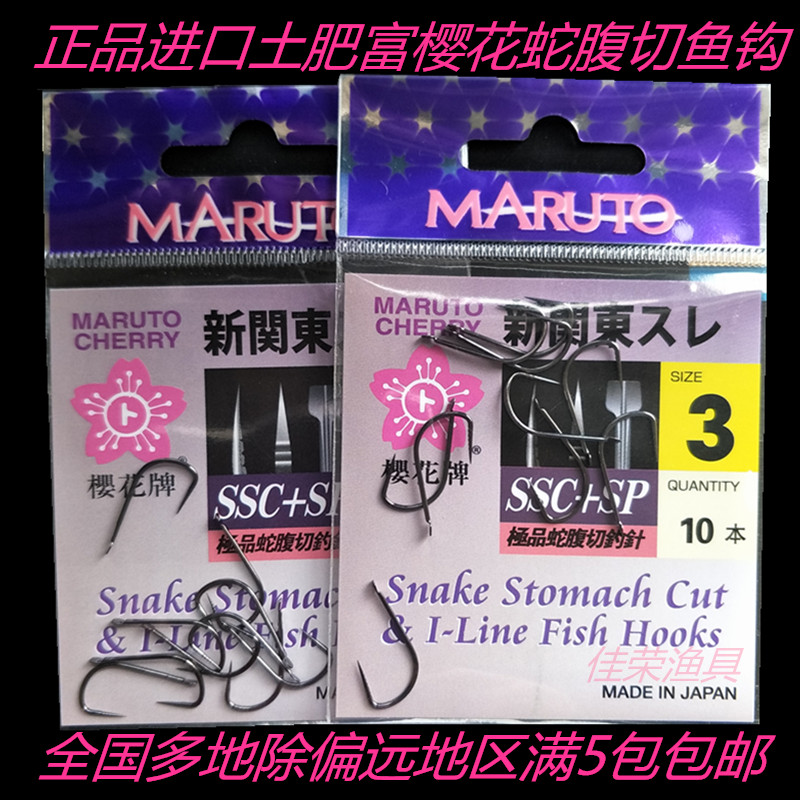 正品进口土肥富樱花蛇腹切鱼钩
MARUTO
MARUTO
CHERRY
新関東
ト
櫻花牌
SSC+SP
極品蛇腹切釣針
Snake Stomach
& I-Line Fish
MARUTO
MARUTO
CHERRY
新関東スレ
SIZE
3
QUANTITY
10本
ト
®
櫻花牌
SSC+SP
極品蛇腹切釣針
Snake Stomach Cut
& I-Line Fish Hooks
佳荣渔具
MADE IN JAPAN
全国多地除偏远地区满5包包邮